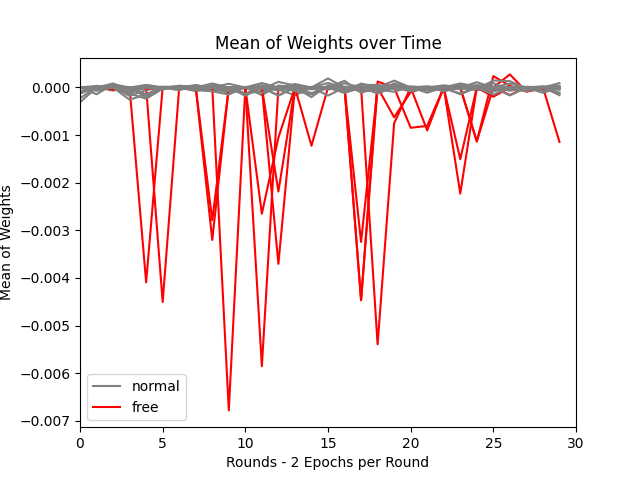 Mean of Weights over Time
Mean of Weights
0.000
−0.001
−0.002
−0.003
−0.004
−0.005
−0.006
−0.007
normal
free
0 5 10 15 20 25 30
Rounds - 2 Epochs per Round